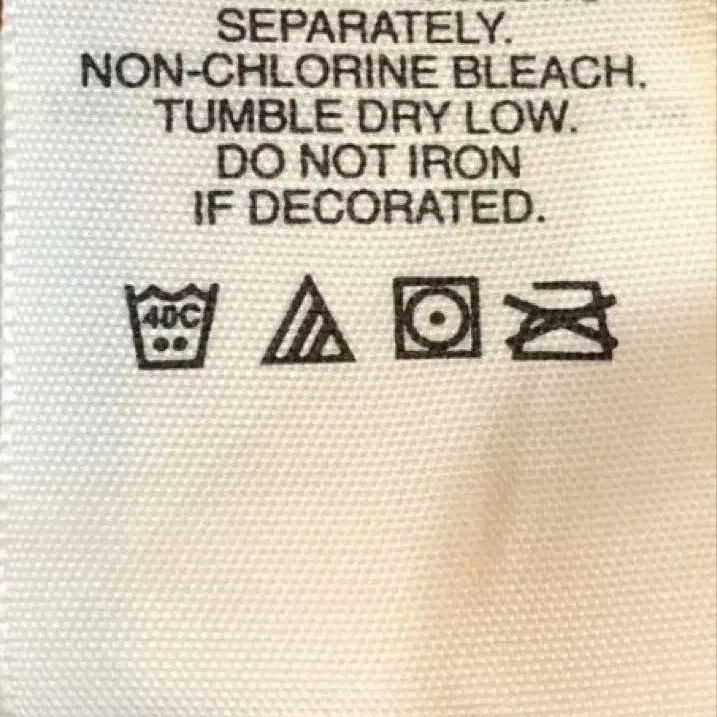 SEPARATELY.
NON-CHLORINE BLEACH.
TUMBLE DRY LOW.
DO NOT IRON
IF DECORATED.
40C